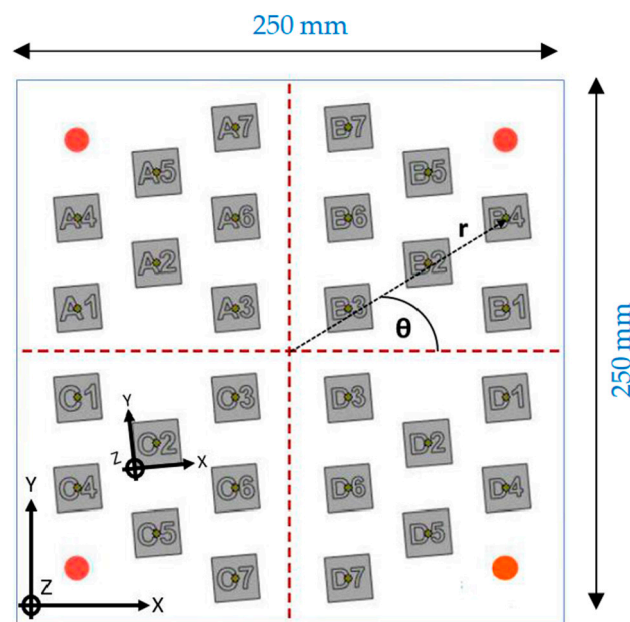 250 mm
A7 B7
A5 B5
A4 A6 B6 r B4
A2 B2
A1 A3 B3 θ B1
250 mm
C1 C3 D3 D1
Y
C2 D2
Z X
C4 C6 D6 D4
Y
C5 D5
C7 D7
Z
X